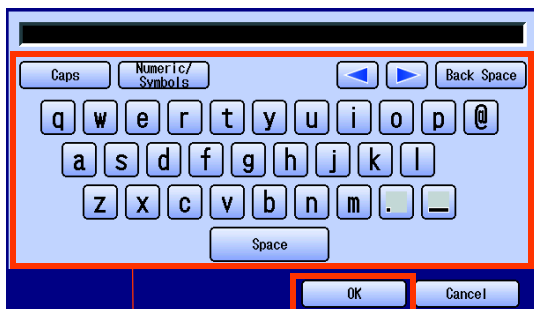 Caps Numeric/ Symbols Back Space
q w e r t y u i o p @
a s d f g h j k l
z x c v b n m . _
Space
OK Cancel